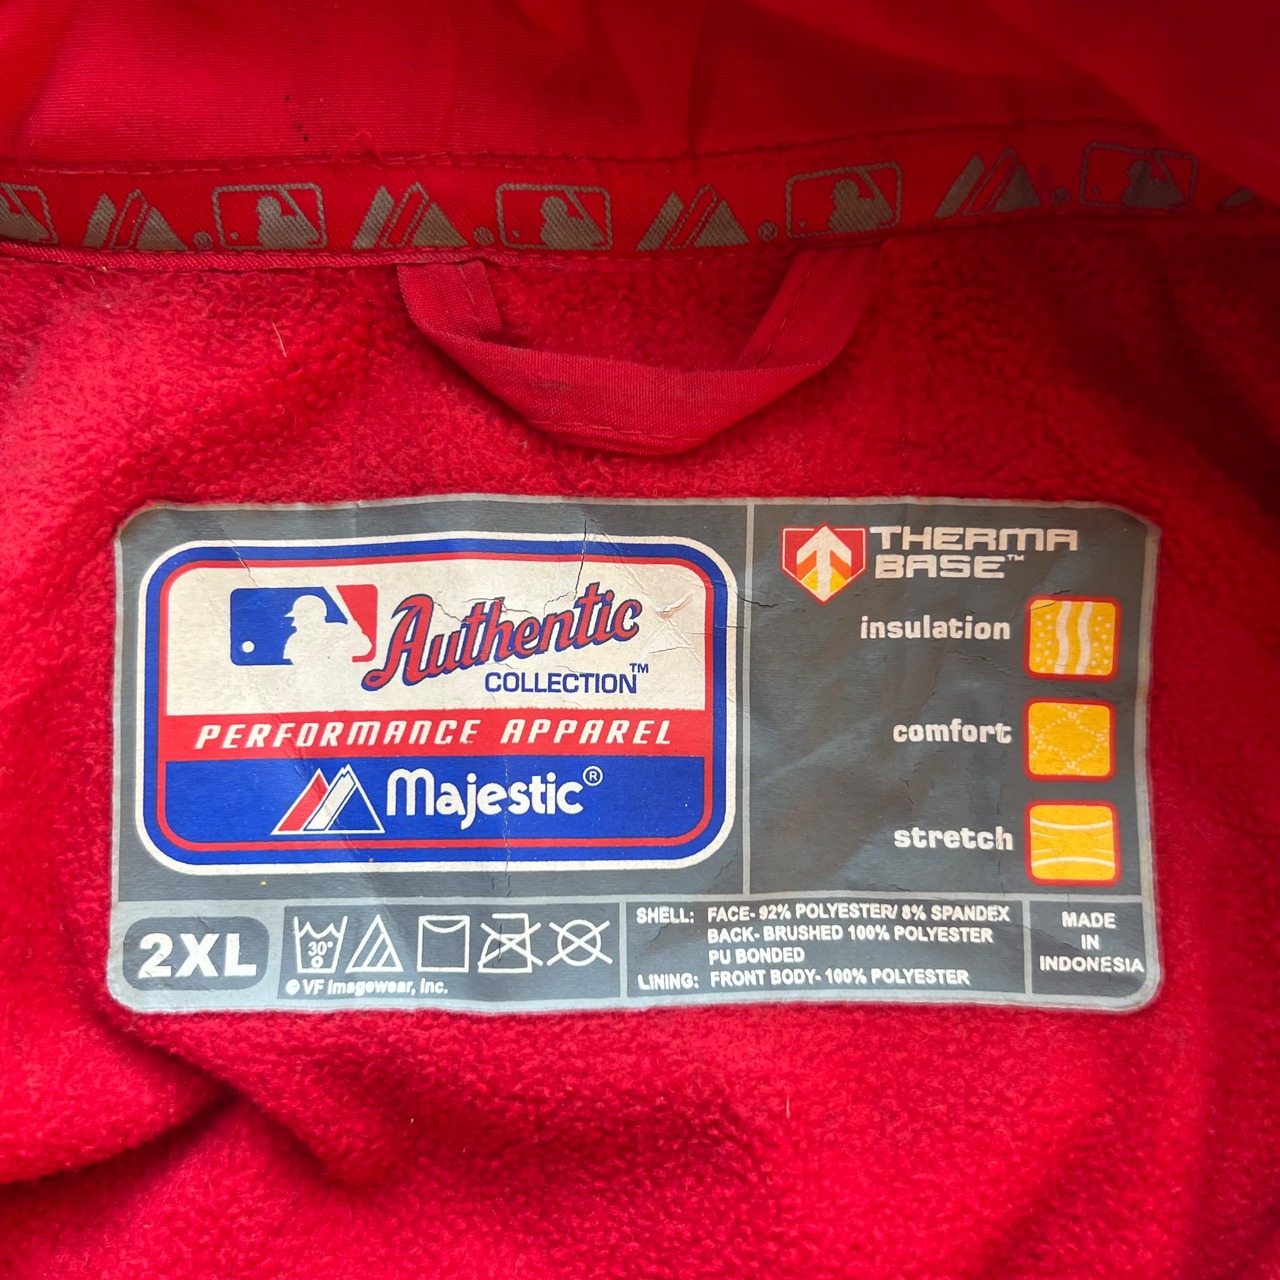 Authentic
COLLECTION™
PERFORMANCE APPAREL
Majestic®
THERMA
BASE™
insulation
comfort
stretch
2XL
30°
© VF Imagewear, Inc.
SHELL: FACE- 92% POLYESTER/ 8% SPANDEX
BACK- BRUSHED 100% POLYESTER
PU BONDED
LINING: FRONT BODY- 100% POLYESTER
MADE
IN
INDONESIA